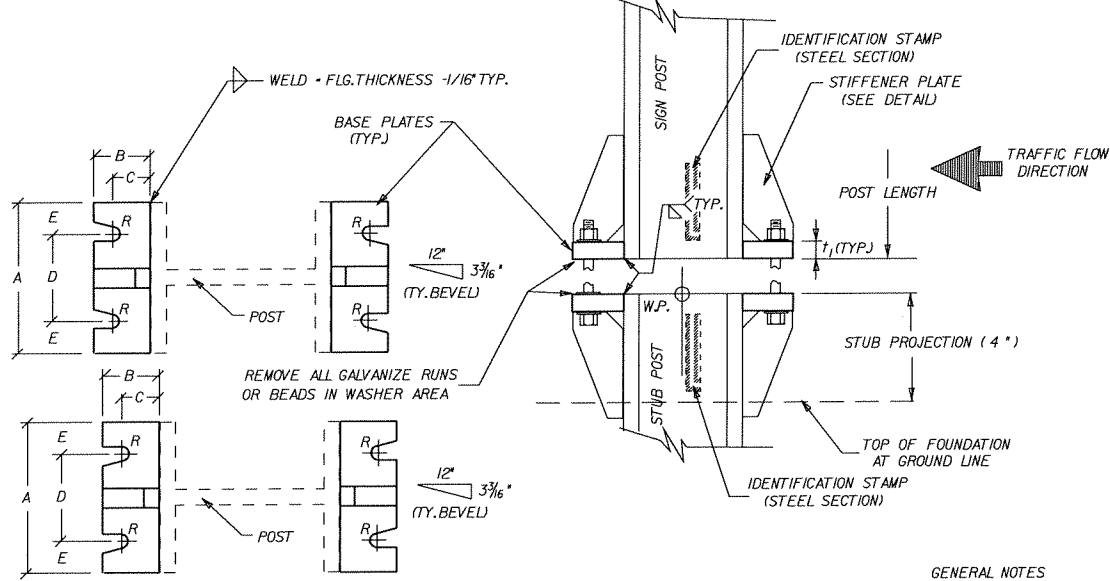 WELD = FLG.THICKNESS -1/16" TYP.
BASE PLATES
(TYP.)
B
C
E
R
A
D
R
E
R
R
12"
3 3/16"
(TY.BEVEL)
POST
REMOVE ALL GALVANIZE RUNS
OR BEADS IN WASHER AREA
B
C
E
R
A
D
R
E
R
R
12"
3 3/16"
(TY.BEVEL)
POST
IDENTIFICATION STAMP
(STEEL SECTION)
STIFFENER PLATE
(SEE DETAIL)
SIGN POST
TRAFFIC FLOW
DIRECTION
POST LENGTH
TYP.
t1 (TYP.)
W.P.
STUB PROJECTION ( 4 ")
STUB POST
TOP OF FOUNDATION
AT GROUND LINE
IDENTIFICATION STAMP
(STEEL SECTION)
GENERAL NOTES